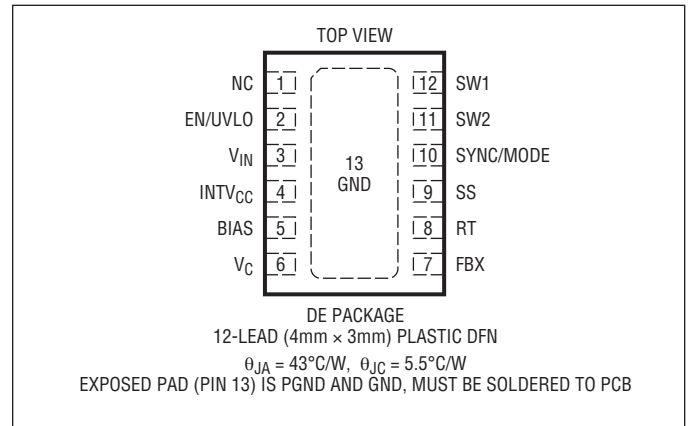 TOP VIEW
NC 1 12 SW1
EN/UVLO 2 11 SW2
VIN 3 10 SYNC/MODE
13
GND
INTVCC 4 9 SS
BIAS 5 8 RT
VC 6 7 FBX
DE PACKAGE
12-LEAD (4mm × 3mm) PLASTIC DFN
θJA = 43°C/W, θJC = 5.5°C/W
EXPOSED PAD (PIN 13) IS PGND AND GND, MUST BE SOLDERED TO PCB